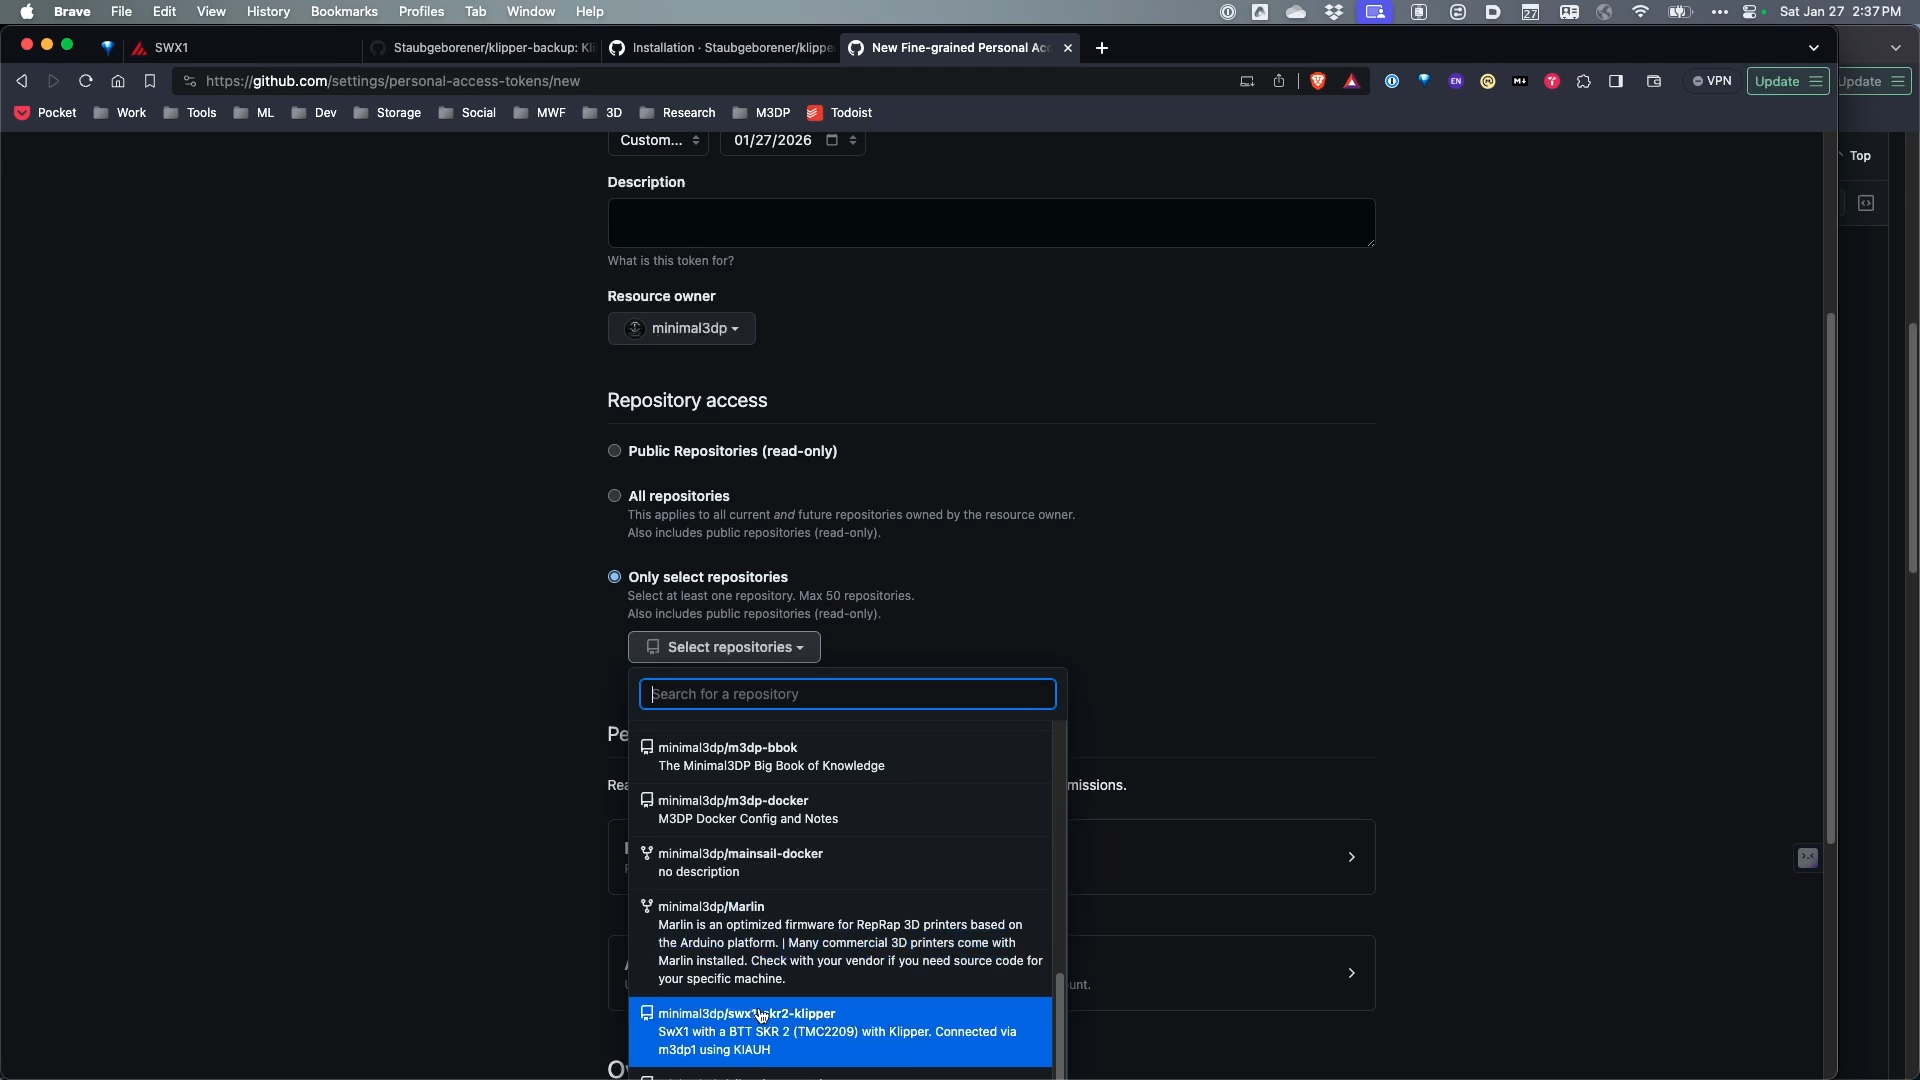 Brave File Edit View History Bookmarks Profiles Tab Window Help
27
Sat Jan 27 2:37 PM
SWX1
Staubgeborener/klipper-backup: Kli
Installation · Staubgeborener/klippe
New Fine-grained Personal Ac
https://github.com/settings/personal-access-tokens/new
EN
M↓
VPN
Update
Update
Pocket Work Tools ML Dev Storage Social MWF 3D Research M3DP Todoist
Top
Custom... 01/27/2026
Description
What is this token for?
Resource owner
minimal3dp
Repository access
Public Repositories (read-only)
All repositories
This applies to all current and future repositories owned by the resource owner.
Also includes public repositories (read-only).
Only select repositories
Select at least one repository. Max 50 repositories.
Also includes public repositories (read-only).
Select repositories
Search for a repository
Pe
minimal3dp/m3dp-bbok
The Minimal3DP Big Book of Knowledge
Rea
missions.
minimal3dp/m3dp-docker
M3DP Docker Config and Notes
minimal3dp/mainsail-docker
no description
minimal3dp/Marlin
Marlin is an optimized firmware for RepRap 3D printers based on
the Arduino platform. | Many commercial 3D printers come with
Marlin installed. Check with your vendor if you need source code for
your specific machine.
unt.
minimal3dp/swx1-skr2-klipper
SwX1 with a BTT SKR 2 (TMC2209) with Klipper. Connected via
m3dp1 using KIAUH
Ov